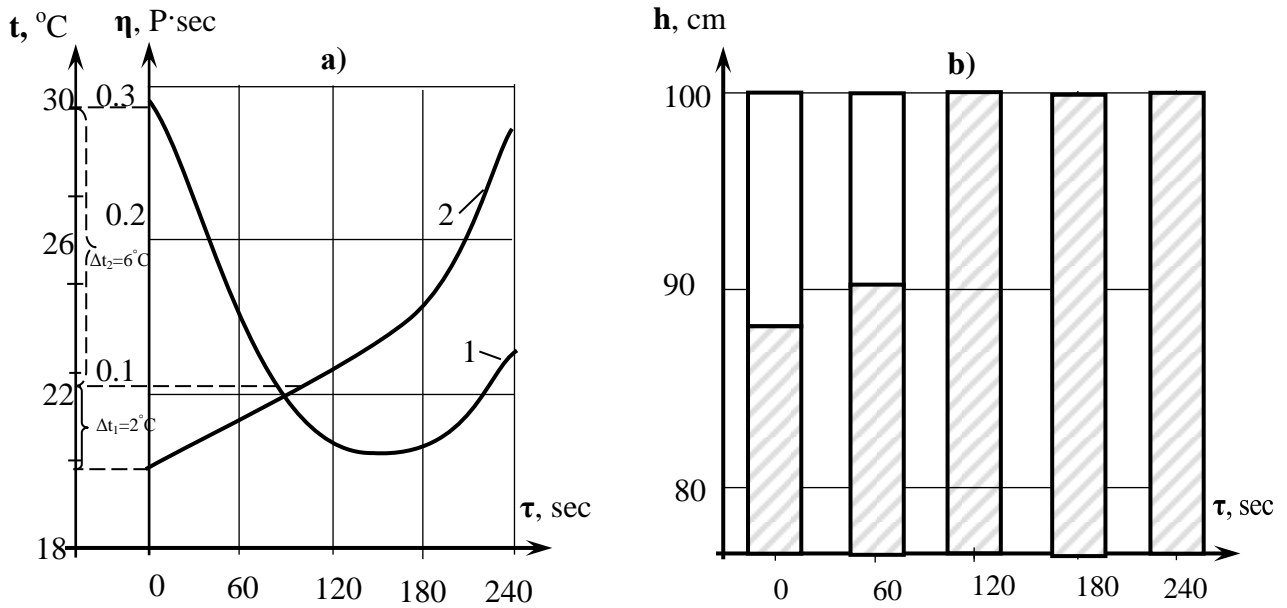 t, °C
η, P·sec
a)
30
0.3
0.2
2
26
Δt₂=6°C
0.1
1
22
Δt₁=2°C
τ, sec
18
0
60
120
180
240
h, cm
b)
100
90
80
τ, sec
0
60
120
180
240